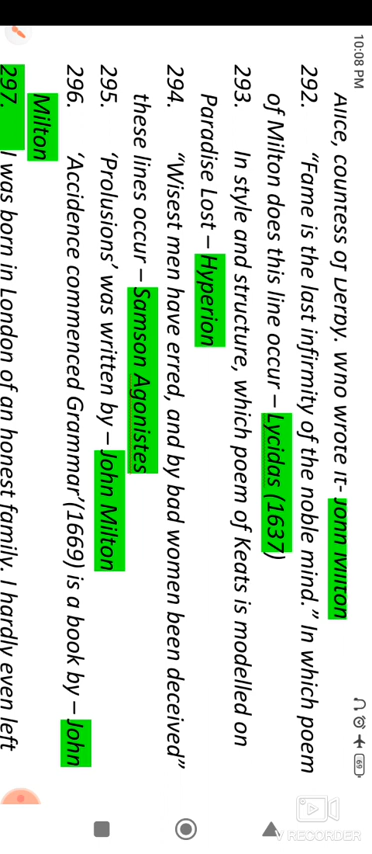 10:08 PM
69
Alice, countess of Derby. Who wrote it- John Milton
292. “Fame is the last infirmity of the noble mind.” In which poem
of Milton does this line occur – Lycidas (1637)
293. In style and structure, which poem of Keats is modelled on
Paradise Lost – Hyperion
294. “Wisest men have erred, and by bad women been deceived”
these lines occur – Samson Agonistes
295. ‘Prolusions’ was written by – John Milton
296. ‘Accidence commenced Grammar’(1669) is a book by – John
Milton
297. I was born in London of an honest family. I hardly even left
V RECORDER